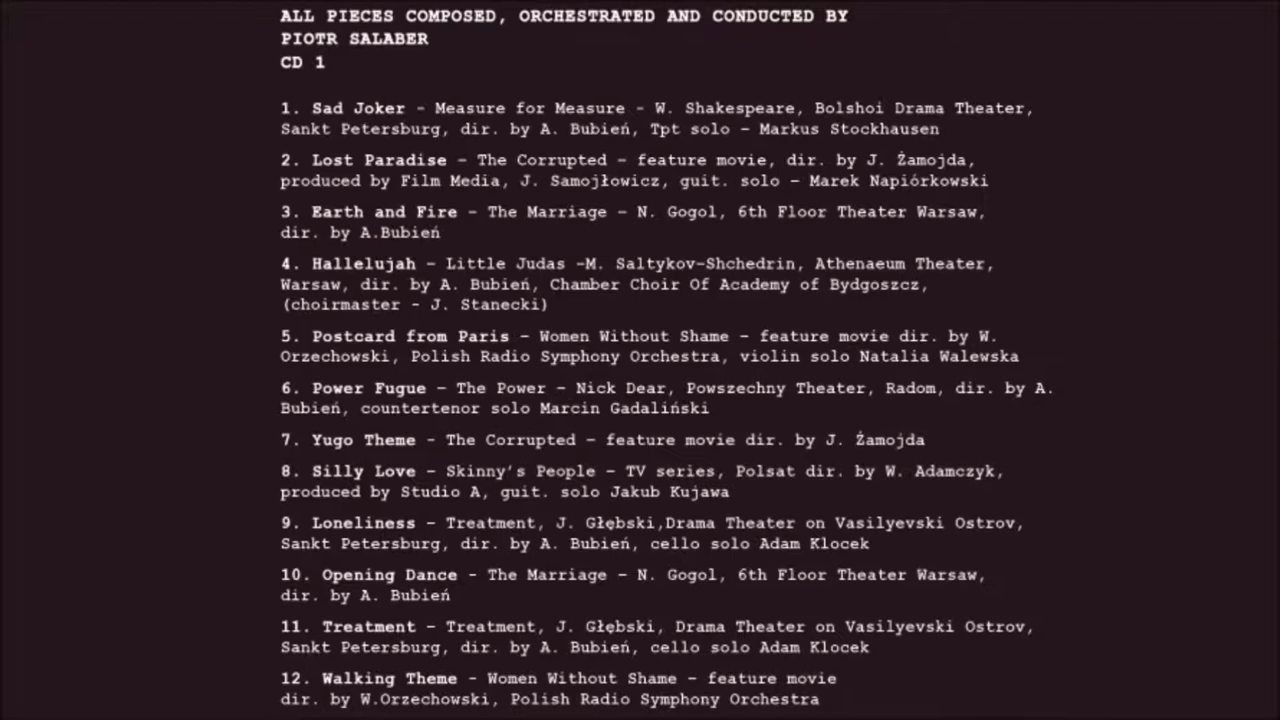 ALL PIECES COMPOSED, ORCHESTRATED AND CONDUCTED BY
PIOTR SALABER
CD 1
1. Sad Joker - Measure for Measure - W. Shakespeare, Bolshoi Drama Theater,
Sankt Petersburg, dir. by A. Bubień, Tpt solo – Markus Stockhausen
2. Lost Paradise – The Corrupted – feature movie, dir. by J. Żamojda,
produced by Film Media, J. Samojłowicz, guit. solo – Marek Napiórkowski
3. Earth and Fire – The Marriage – N. Gogol, 6th Floor Theater Warsaw,
dir. by A.Bubień
4. Hallelujah – Little Judas –M. Saltykov-Shchedrin, Athenaeum Theater,
Warsaw, dir. by A. Bubień, Chamber Choir Of Academy of Bydgoszcz,
(choirmaster - J. Stanecki)
5. Postcard from Paris – Women Without Shame – feature movie dir. by W.
Orzechowski, Polish Radio Symphony Orchestra, violin solo Natalia Walewska
6. Power Fugue – The Power – Nick Dear, Powszechny Theater, Radom, dir. by A.
Bubień, countertenor solo Marcin Gadaliński
7. Yugo Theme - The Corrupted – feature movie dir. by J. Żamojda
8. Silly Love – Skinny’s People – TV series, Polsat dir. by W. Adamczyk,
produced by Studio A, guit. solo Jakub Kujawa
9. Loneliness – Treatment, J. Głębski,Drama Theater on Vasilyevski Ostrov,
Sankt Petersburg, dir. by A. Bubień, cello solo Adam Klocek
10. Opening Dance - The Marriage – N. Gogol, 6th Floor Theater Warsaw,
dir. by A. Bubień
11. Treatment – Treatment, J. Głębski, Drama Theater on Vasilyevski Ostrov,
Sankt Petersburg, dir. by A. Bubień, cello solo Adam Klocek
12. Walking Theme - Women Without Shame – feature movie
dir. by W.Orzechowski, Polish Radio Symphony Orchestra